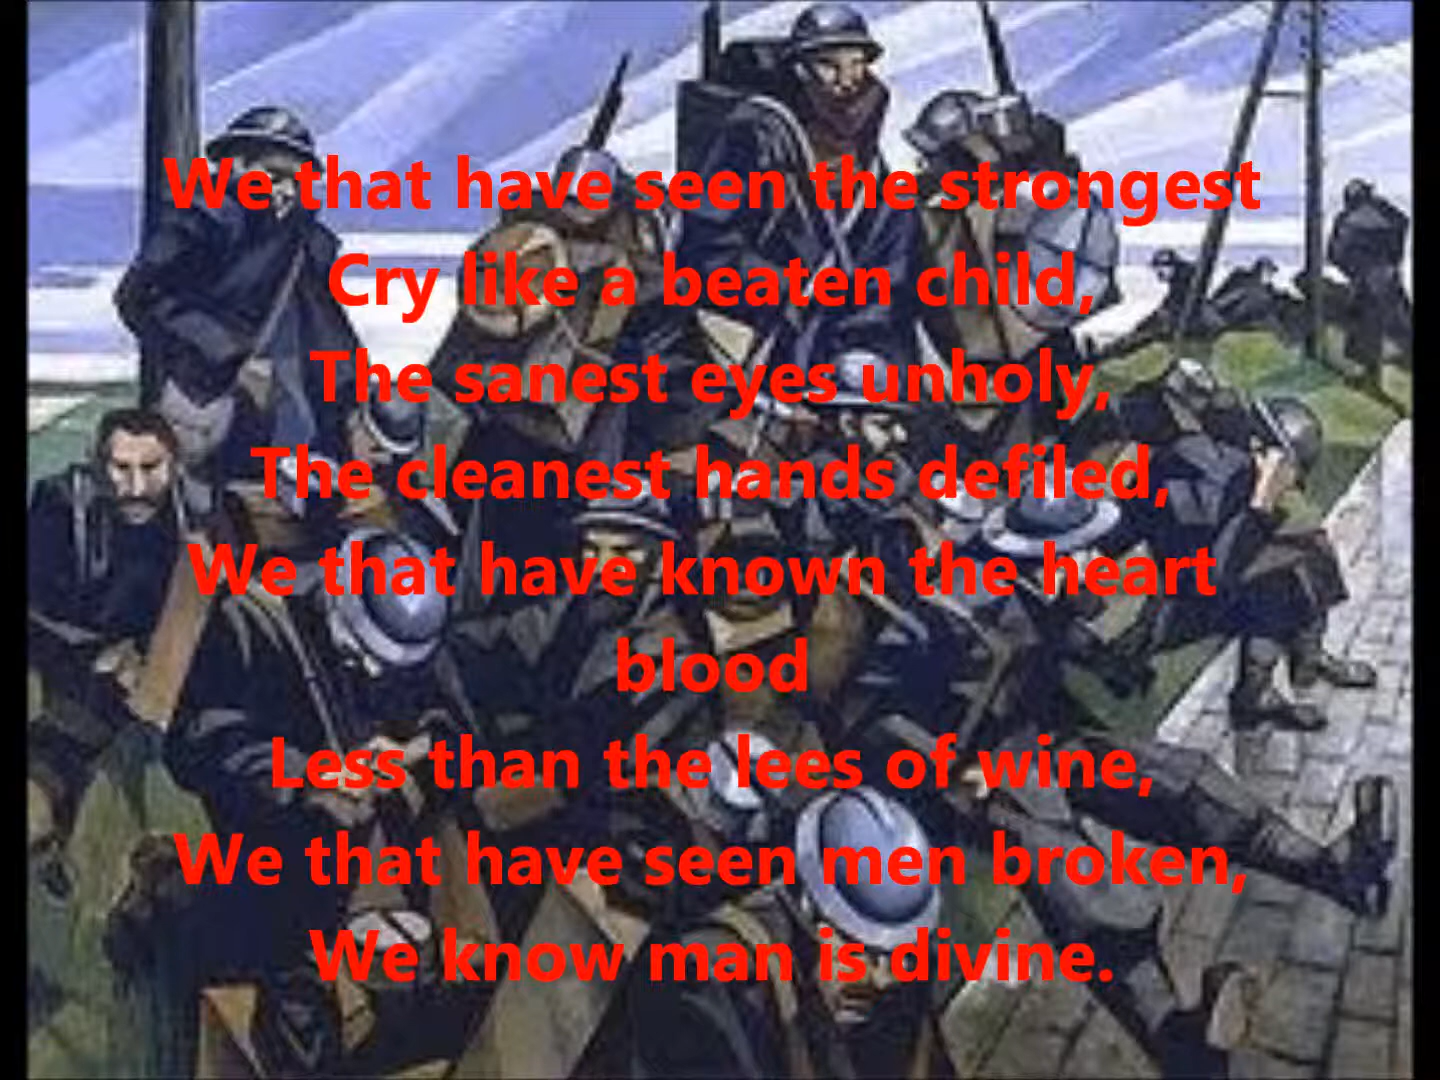 We that have seen the strongest
Cry like a beaten child,
The sanest eyes unholy,
The cleanest hands defiled,
We that have known the heart
blood
Less than the lees of wine,
We that have seen men broken,
We know man is divine.